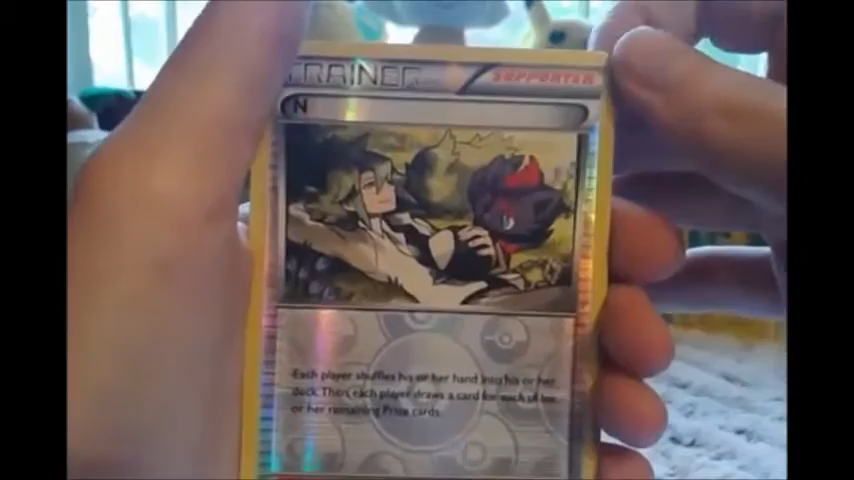 TRAINER SUPPORTER
N
Each player shuffles his or her hand into his or her
deck. Then, each player draws a card for each of his
or her remaining Prize cards.